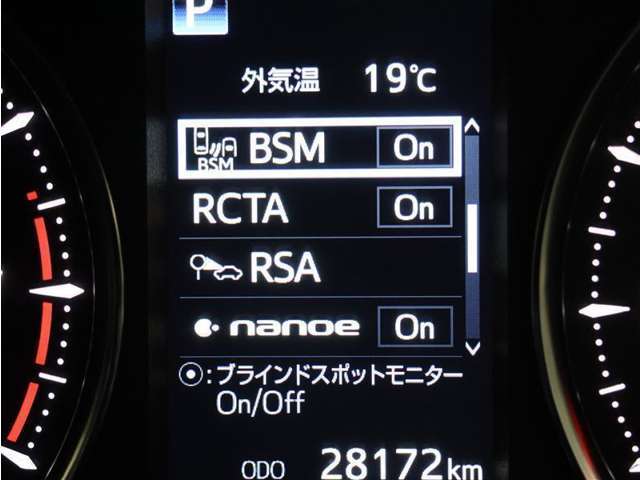 P
外気温 19℃
BSM BSM On
RCTA On
RSA
nanoe On
⦿:ブラインドスポットモニター
On/Off
ODO 28172km